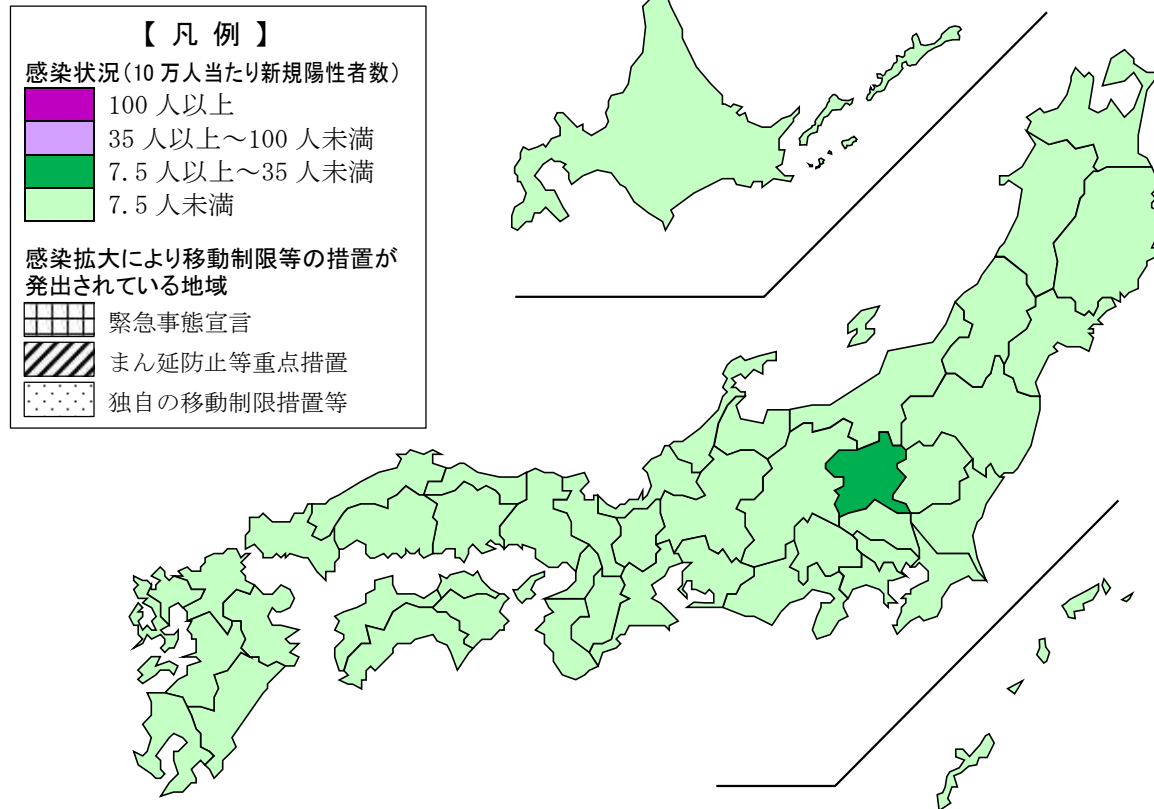 【 凡 例 】
感染状況(10 万人当たり新規陽性者数)
100 人以上
35 人以上～100 人未満
7.5 人以上～35 人未満
7.5 人未満
感染拡大により移動制限等の措置が
発出されている地域
緊急事態宣言
まん延防止等重点措置
独自の移動制限措置等